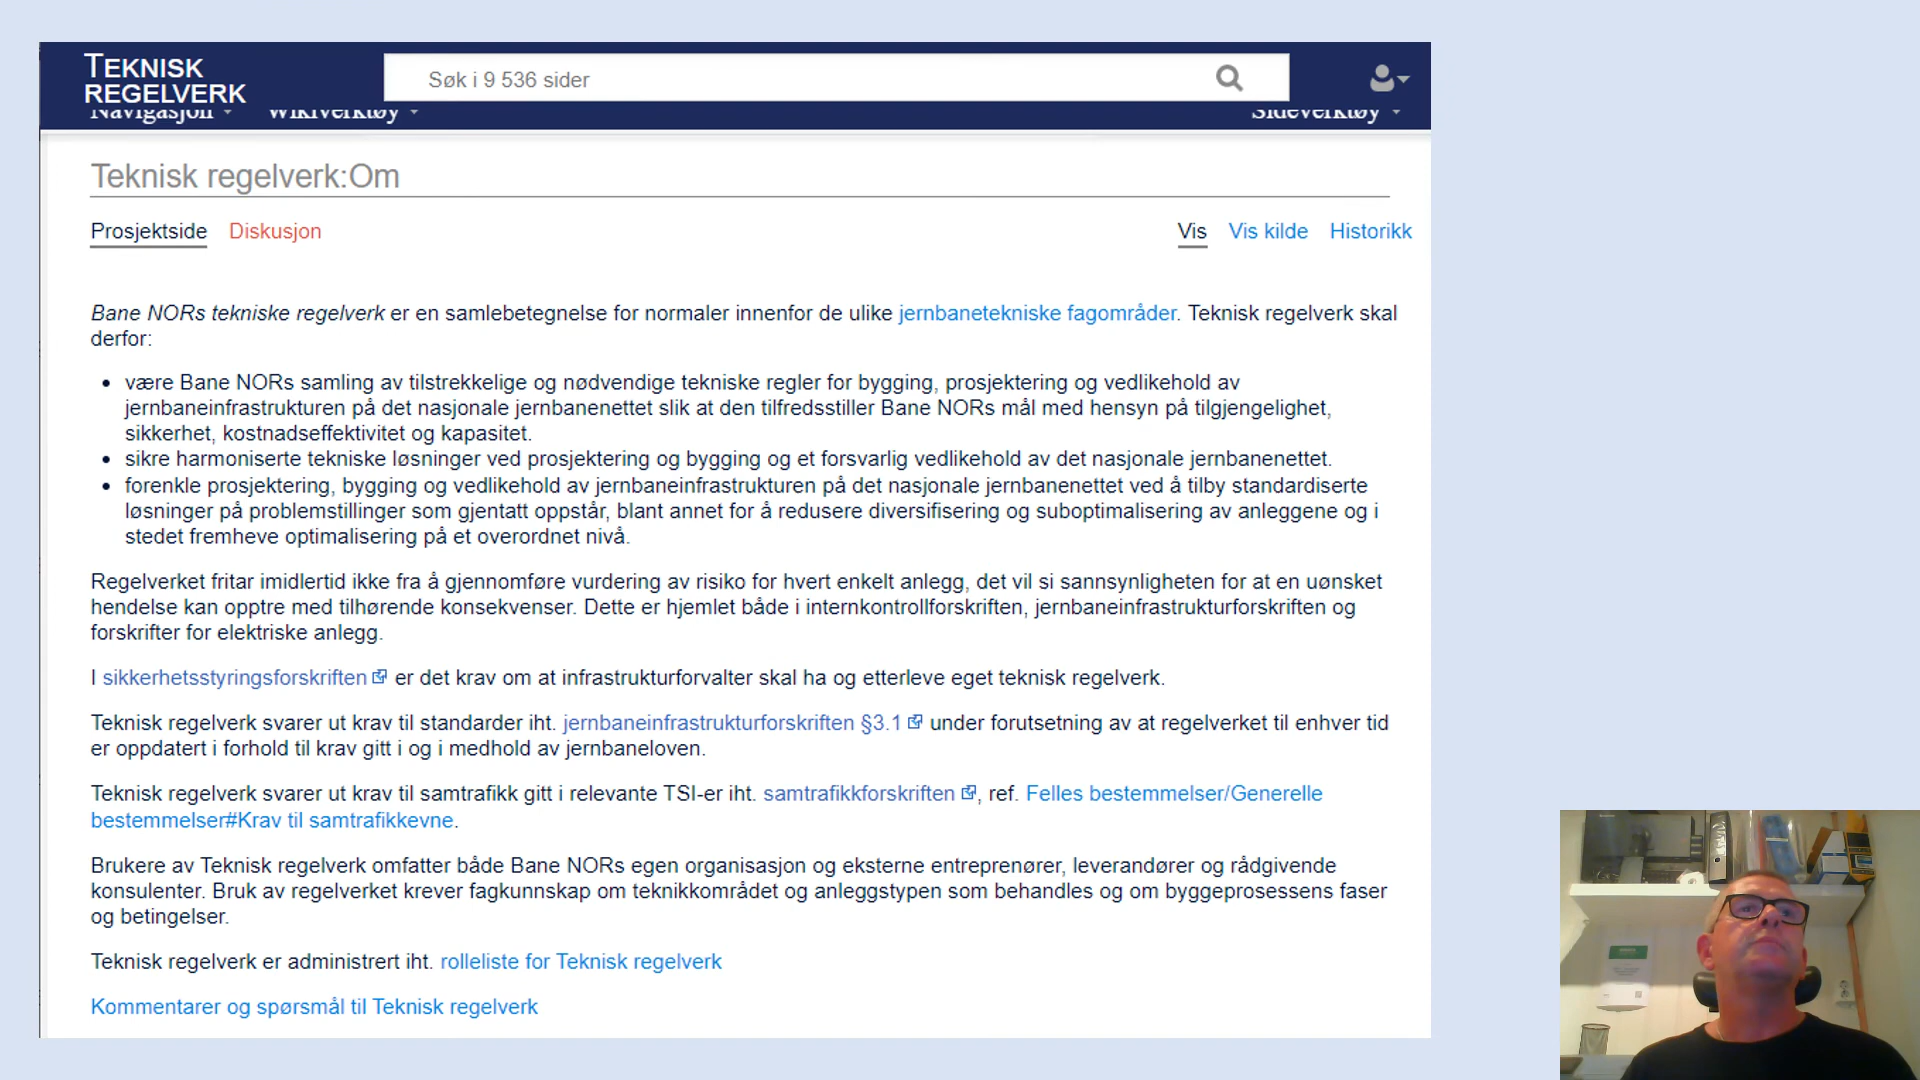 TEKNISK
REGELVERK
Søk i 9 536 sider
Navigasjon
Wikiverktøy
Sideverktøy
Teknisk regelverk:Om
Prosjektside Diskusjon
Vis Vis kilde Historikk
Bane NORs tekniske regelverk er en samlebetegnelse for normaler innenfor de ulike jernbanetekniske fagområder. Teknisk regelverk skal
derfor:
• være Bane NORs samling av tilstrekkelige og nødvendige tekniske regler for bygging, prosjektering og vedlikehold av
jernbaneinfrastrukturen på det nasjonale jernbanenettet slik at den tilfredsstiller Bane NORs mål med hensyn på tilgjengelighet,
sikkerhet, kostnadseffektivitet og kapasitet.
• sikre harmoniserte tekniske løsninger ved prosjektering og bygging og et forsvarlig vedlikehold av det nasjonale jernbanenettet.
• forenkle prosjektering, bygging og vedlikehold av jernbaneinfrastrukturen på det nasjonale jernbanenettet ved å tilby standardiserte
løsninger på problemstillinger som gjentatt oppstår, blant annet for å redusere diversifisering og suboptimalisering av anleggene og i
stedet fremheve optimalisering på et overordnet nivå.
Regelverket fritar imidlertid ikke fra å gjennomføre vurdering av risiko for hvert enkelt anlegg, det vil si sannsynligheten for at en uønsket
hendelse kan opptre med tilhørende konsekvenser. Dette er hjemlet både i internkontrollforskriften, jernbaneinfrastrukturforskriften og
forskrifter for elektriske anlegg.
I sikkerhetsstyringsforskriften er det krav om at infrastrukturforvalter skal ha og etterleve eget teknisk regelverk.
Teknisk regelverk svarer ut krav til standarder iht. jernbaneinfrastrukturforskriften §3.1 under forutsetning av at regelverket til enhver tid
er oppdatert i forhold til krav gitt i og i medhold av jernbaneloven.
Teknisk regelverk svarer ut krav til samtrafikk gitt i relevante TSI-er iht. samtrafikkforskriften, ref. Felles bestemmelser/Generelle
bestemmelser#Krav til samtrafikkevne.
Brukere av Teknisk regelverk omfatter både Bane NORs egen organisasjon og eksterne entreprenører, leverandører og rådgivende
konsulenter. Bruk av regelverket krever fagkunnskap om teknikkområdet og anleggstypen som behandles og om byggeprosessens faser
og betingelser.
Teknisk regelverk er administrert iht. rolleliste for Teknisk regelverk
Kommentarer og spørsmål til Teknisk regelverk